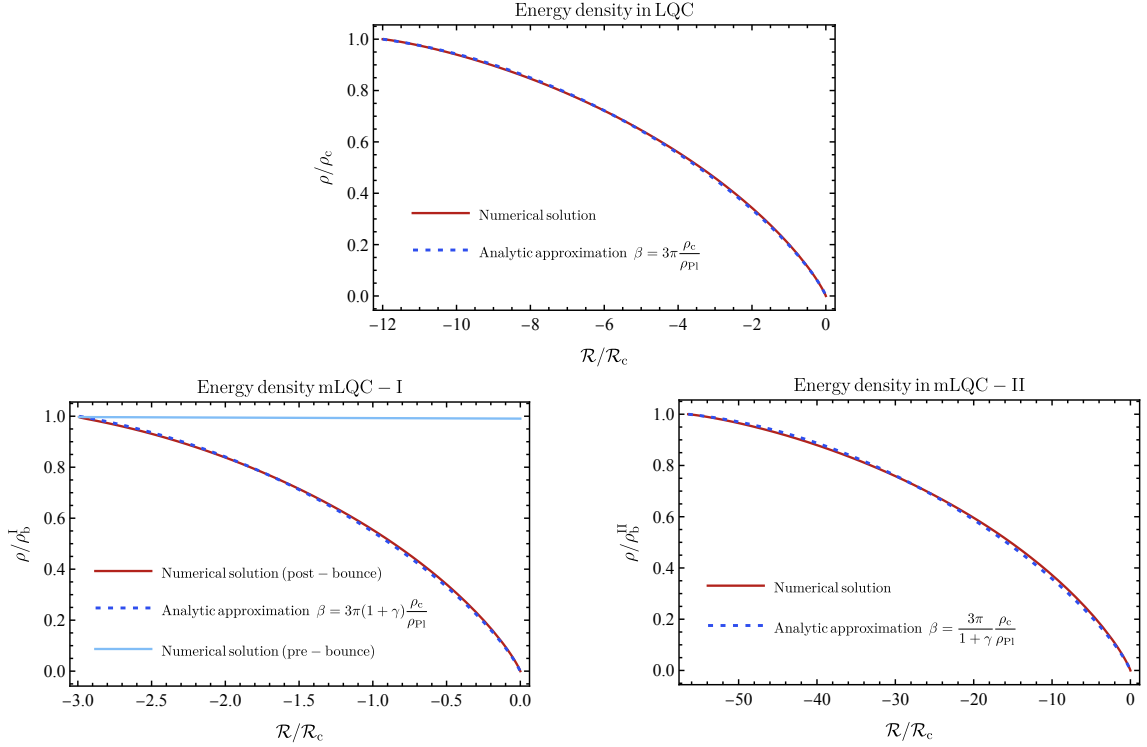 Energy density in LQC
1.0
0.8
0.6
0.4
0.2
0.0
ρ/ρc
Numerical solution
Analytic approximation β = 3π ρc/ρPl
−12 −10 −8 −6 −4 −2 0
R/Rc
Energy density mLQC − I
1.0
0.8
0.6
0.4
0.2
0.0
ρ/ρbI
Numerical solution (post − bounce)
Analytic approximation β = 3π(1 + γ) ρc/ρPl
Numerical solution (pre − bounce)
−3.0 −2.5 −2.0 −1.5 −1.0 −0.5 0.0
R/Rc
Energy density in mLQC − II
1.0
0.8
0.6
0.4
0.2
0.0
ρ/ρbII
Numerical solution
Analytic approximation β = 3π/(1 + γ) ρc/ρPl
−50 −40 −30 −20 −10 0
R/Rc